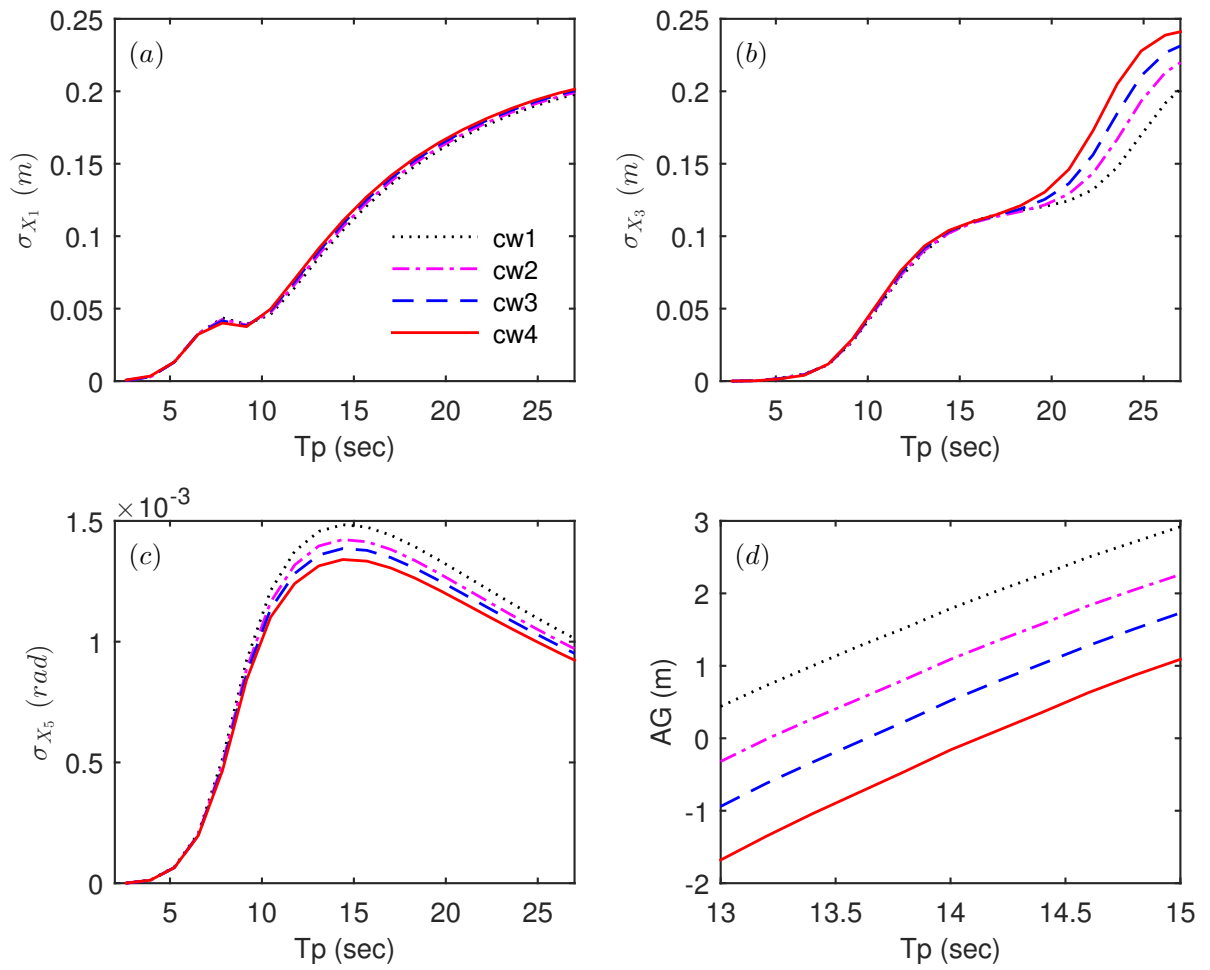 (a)
0.25
0.2
0.15
0.1
0.05
0
σX₁ (m)
cw1
cw2
cw3
cw4
5 10 15 20 25
Tp (sec)
(b)
0.25
0.2
0.15
0.1
0.05
0
σX₃ (m)
5 10 15 20 25
Tp (sec)
×10⁻³
(c)
1.5
1
0.5
0
σX₅ (rad)
5 10 15 20 25
Tp (sec)
(d)
3
2
1
0
-1
-2
AG (m)
13 13.5 14 14.5 15
Tp (sec)